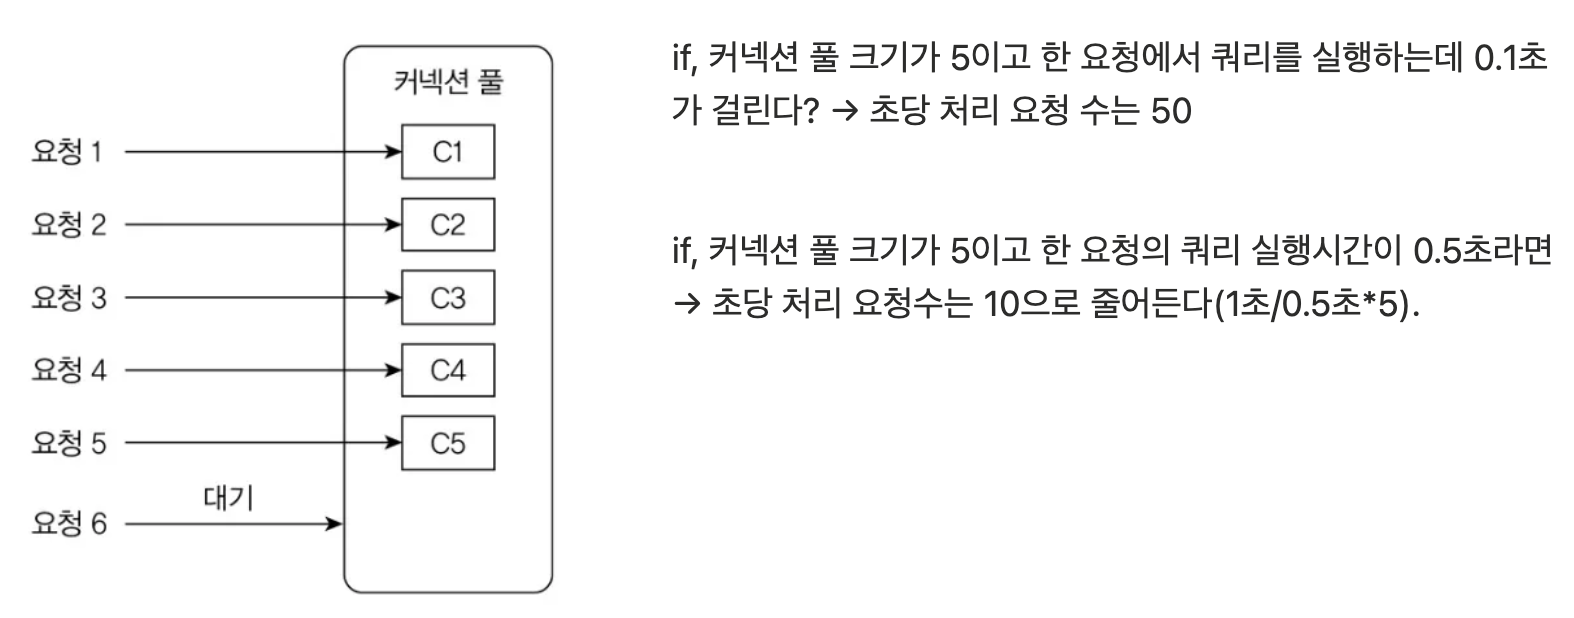 커넥션 풀
요청 1
C1
요청 2
C2
요청 3
C3
요청 4
C4
요청 5
C5
대기
요청 6
if, 커넥션 풀 크기가 5이고 한 요청에서 쿼리를 실행하는데 0.1초
가 걸린다? → 초당 처리 요청 수는 50
if, 커넥션 풀 크기가 5이고 한 요청의 쿼리 실행시간이 0.5초라면
→ 초당 처리 요청수는 10으로 줄어든다(1초/0.5초*5).